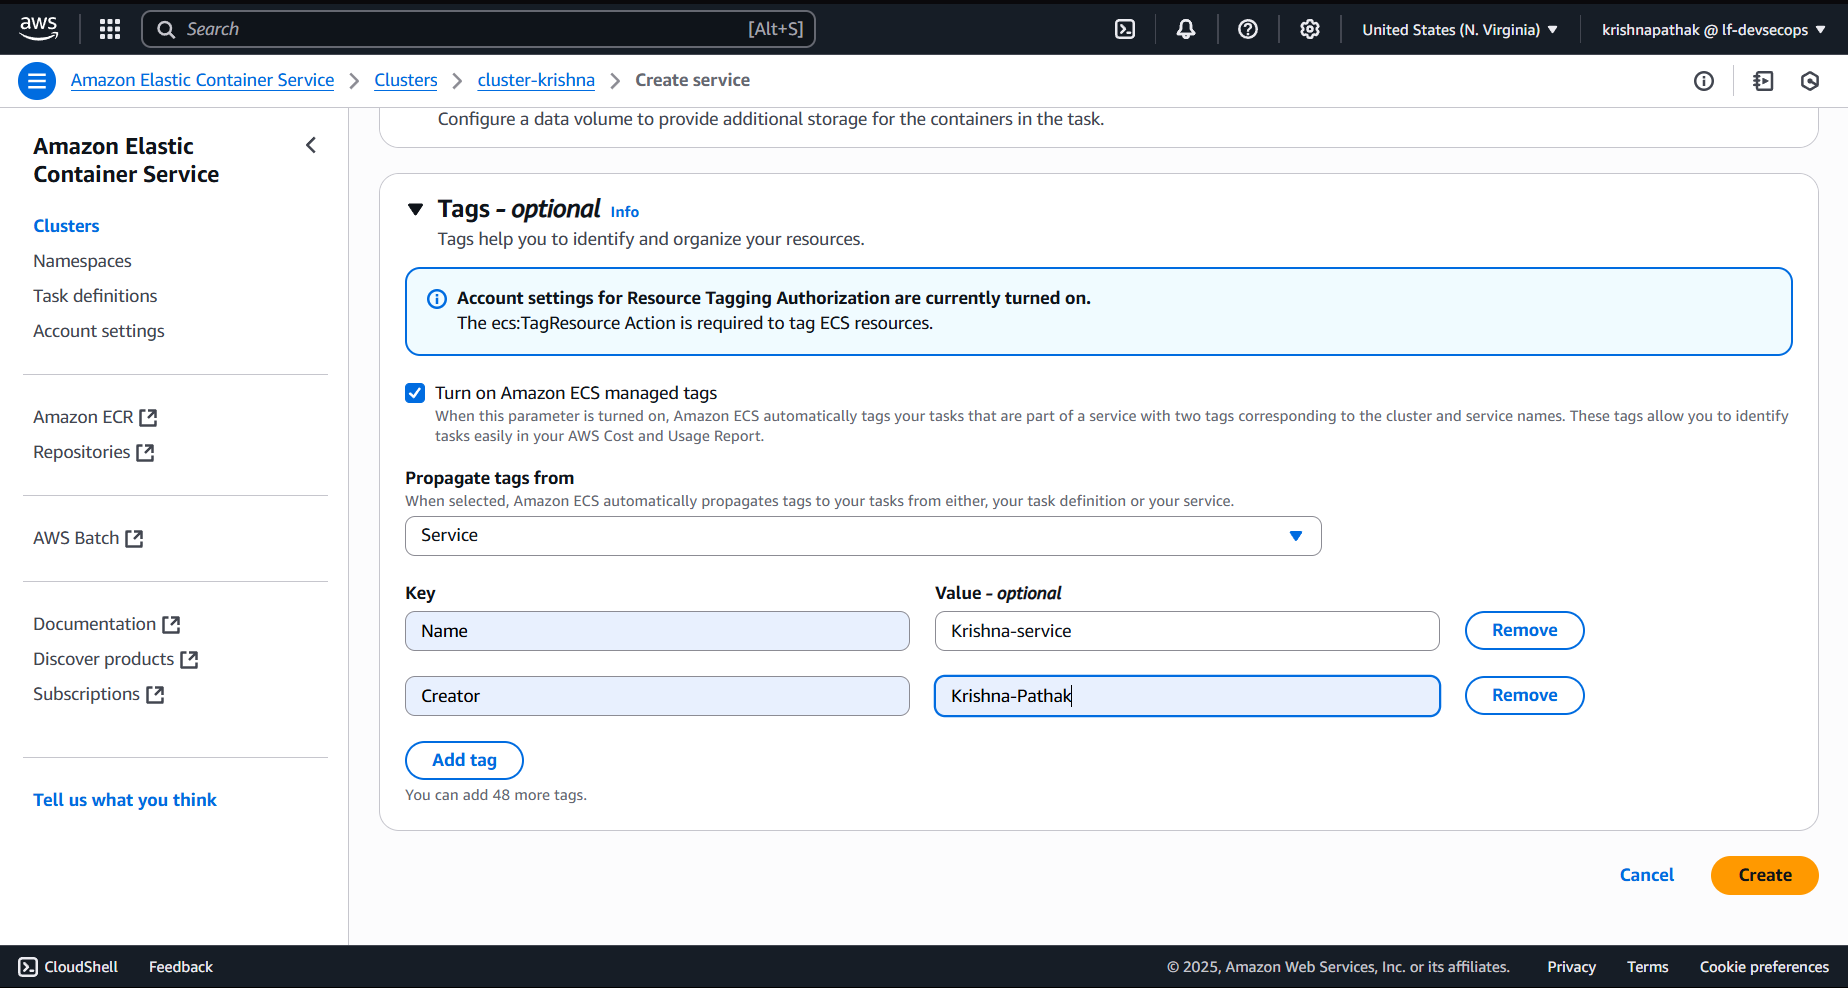 aws
Search
[Alt+S]
United States (N. Virginia)
krishnapathak @ lf-devsecops
Amazon Elastic Container Service
Clusters
cluster-krishna
Create service
Amazon Elastic
Container Service
Clusters
Namespaces
Task definitions
Account settings
Amazon ECR
Repositories
AWS Batch
Documentation
Discover products
Subscriptions
Tell us what you think
Configure a data volume to provide additional storage for the containers in the task.
Tags - optional Info
Tags help you to identify and organize your resources.
Account settings for Resource Tagging Authorization are currently turned on.
The ecs:TagResource Action is required to tag ECS resources.
Turn on Amazon ECS managed tags
When this parameter is turned on, Amazon ECS automatically tags your tasks that are part of a service with two tags corresponding to the cluster and service names. These tags allow you to identify
tasks easily in your AWS Cost and Usage Report.
Propagate tags from
When selected, Amazon ECS automatically propagates tags to your tasks from either, your task definition or your service.
Service
Key
Value - optional
Name
Krishna-service
Remove
Creator
Krishna-Pathak
Remove
Add tag
You can add 48 more tags.
Cancel
Create
CloudShell
Feedback
© 2025, Amazon Web Services, Inc. or its affiliates.
Privacy
Terms
Cookie preferences